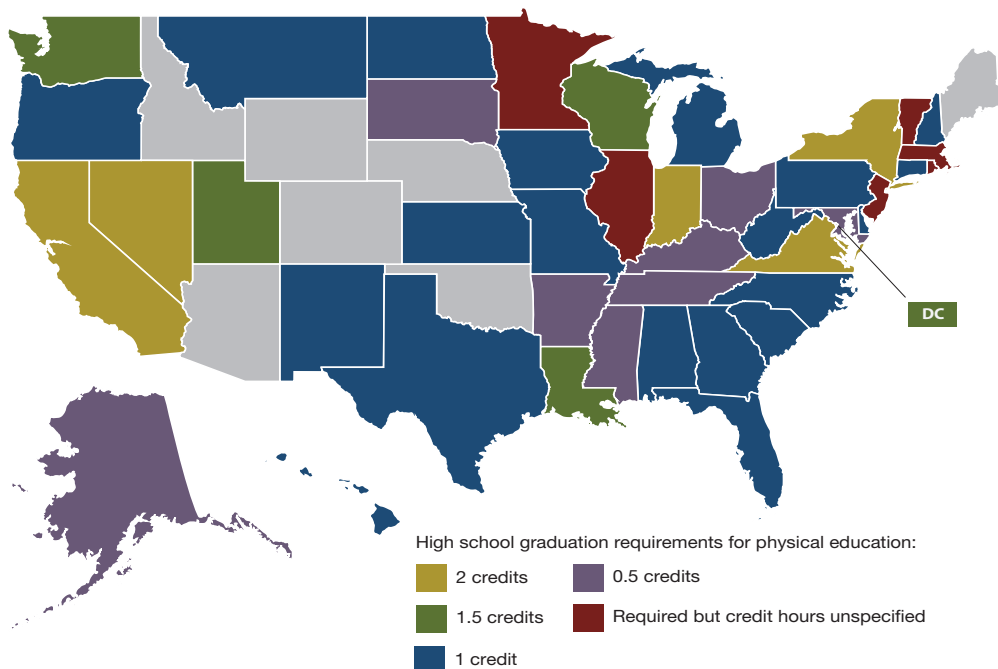 DC
High school graduation requirements for physical education:
2 credits
0.5 credits
1.5 credits
Required but credit hours unspecified
1 credit